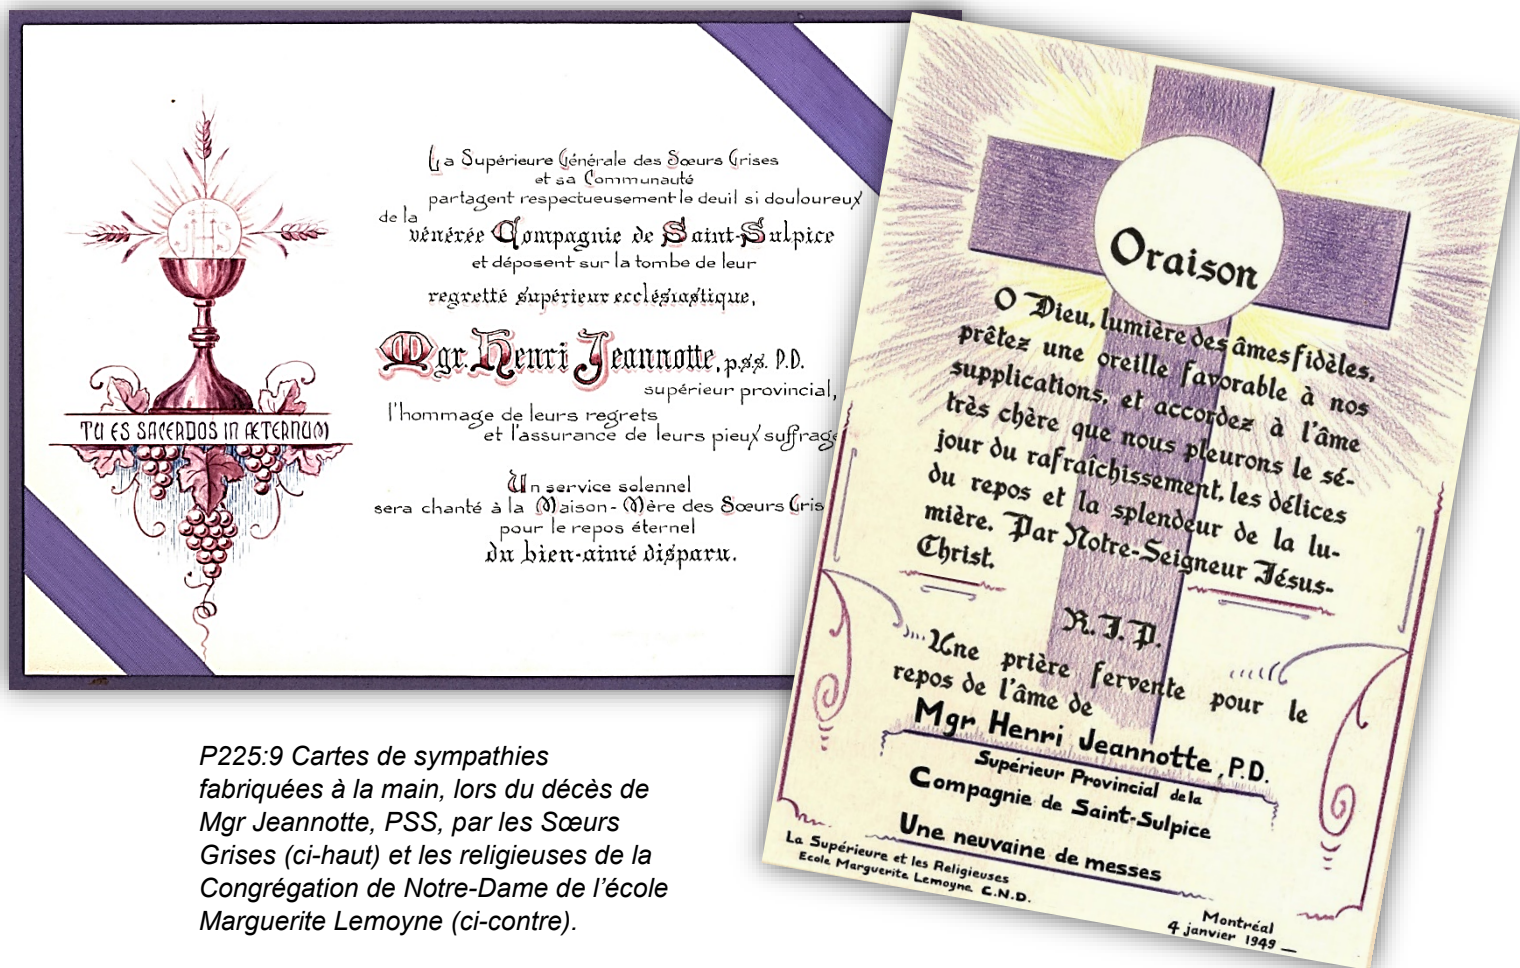 JHS
TU ES SACERDOS IN ÆTERNUM
La Supérieure Générale des Sœurs Grises
et sa Communauté
partagent respectueusement le deuil si douloureux
de la
vénérée Compagnie de Saint-Sulpice
et déposent sur la tombe de leur
regretté supérieur ecclésiastique,
Mgr. Henri Jeannotte, p.s.s. P.D.
supérieur provincial,
l'hommage de leurs regrets
et l'assurance de leurs pieux suffrage
Un service solennel
sera chanté à la Maison-Mère des Sœurs Gris
pour le repos éternel
du bien-aimé disparu.
Oraison
O Dieu, lumière des âmes fidèles,
prêtez une oreille favorable à nos
supplications, et accordez à l'âme
très chère que nous pleurons le sé-
jour du rafraîchissement, les délices
du repos et la splendeur de la lu-
mière. Par Notre-Seigneur Jésus-
Christ.
R.I.P.
Une prière fervente pour le
repos de l'âme de
Mgr Henri Jeannotte, P.D.
Supérieur Provincial de la
Compagnie de Saint-Sulpice
Une neuvaine de messes
La Supérieure et les Religieuses
Ecole Marguerite Lemoyne C.N.D.
Montréal
4 janvier 1949
P225:9 Cartes de sympathies
fabriquées à la main, lors du décès de
Mgr Jeannotte, PSS, par les Sœurs
Grises (ci-haut) et les religieuses de la
Congrégation de Notre-Dame de l'école
Marguerite Lemoyne (ci-contre).